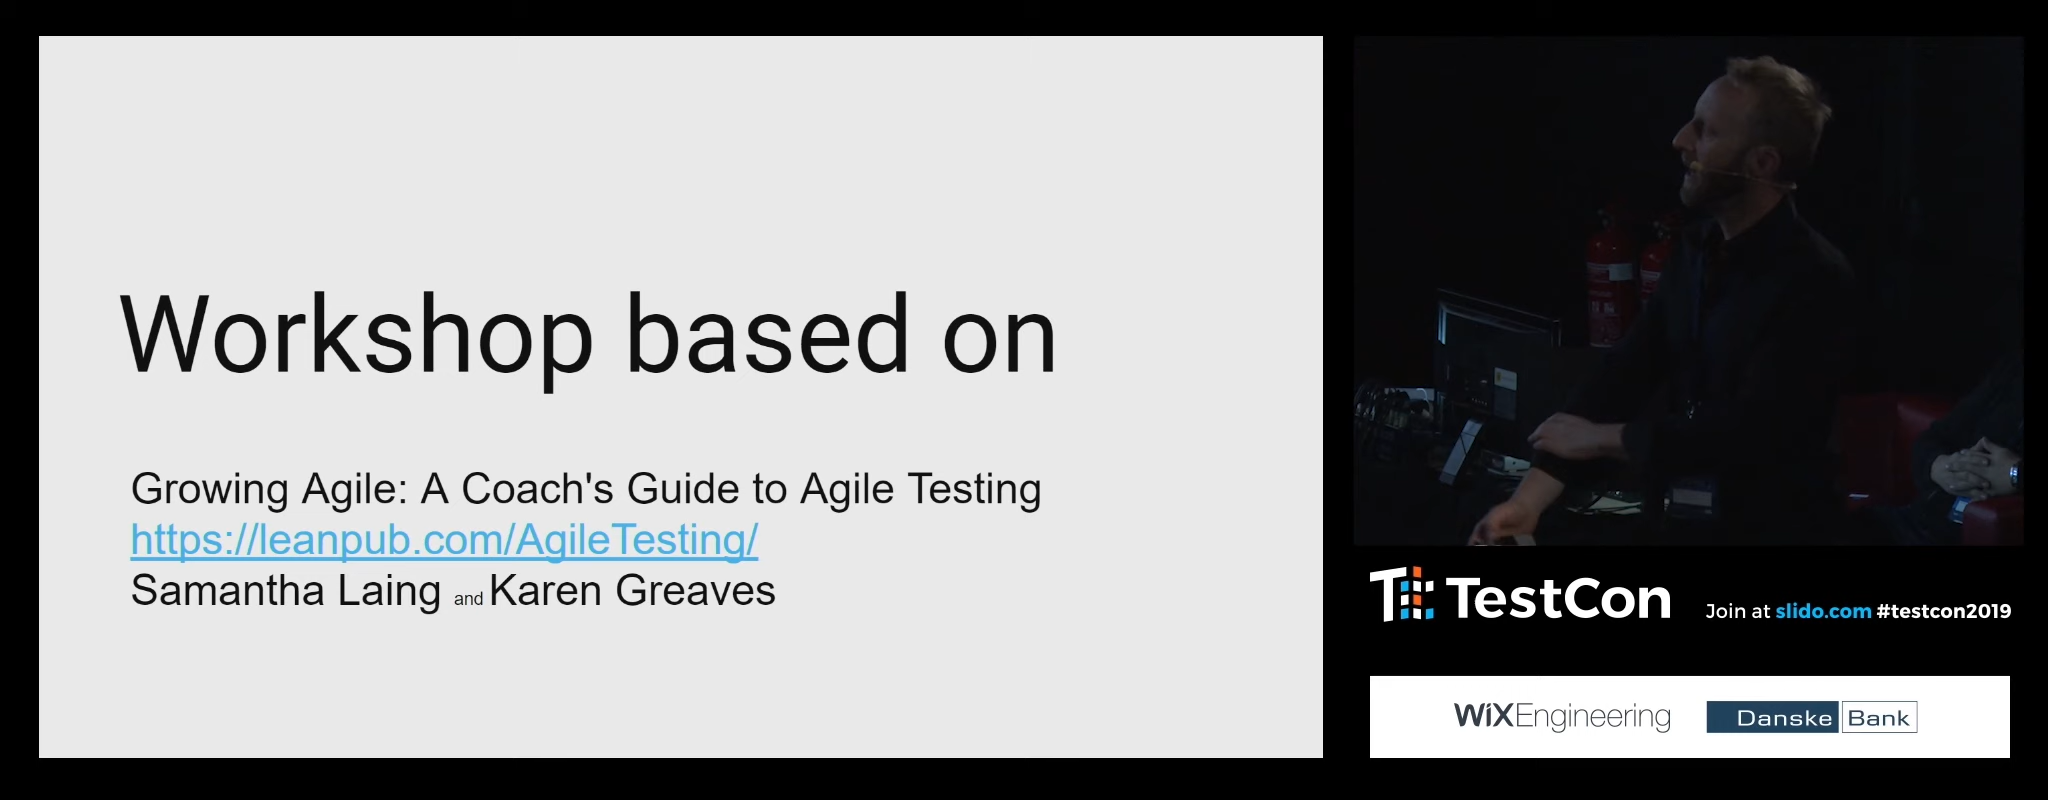 Workshop based on
Growing Agile: A Coach's Guide to Agile Testing
https://leanpub.com/AgileTesting/
Samantha Laing and Karen Greaves
TestCon
Join at slido.com #testcon2019
WiXEngineering
Danske Bank